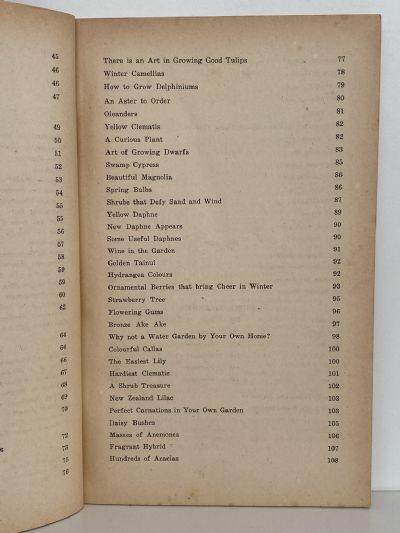 45
46
46
47
49
50
51
52
53
54
55
55
56
57
58
59
59
60
62
64
66
66
67
68
69
70
72
s 73
75
76
There is an Art in Growing Good Tulips 77
Winter Camellias 78
How to Grow Delphiniums 79
An Aster to Order 80
Oleanders 81
Yellow Clematis 82
A Curious Plant 82
Art of Growing Dwarfs 83
Swamp Cypress 85
Beautiful Magnolia 86
Spring Bulbs 86
Shrubs that Defy Sand and Wind 87
Yellow Daphne 89
New Daphne Appears 90
Some Useful Daphnes 90
Wine in the Garden 91
Golden Tainui 92
Hydrangea Colours 92
Ornamental Berries that bring Cheer in Winter 93
Strawberry Tree 95
Flowering Gums 96
Bronze Ake Ake 97
Why not a Water Garden by Your Own Home? 98
Colourful Callas 100
The Easiest Lily 100
Hardiest Clematis 101
A Shrub Treasure 102
New Zealand Lilac 103
Perfect Carnations in Your Own Garden 103
Daisy Bushes 105
Masses of Anemones 106
Fragrant Hybrid 107
Hundreds of Acacias 108